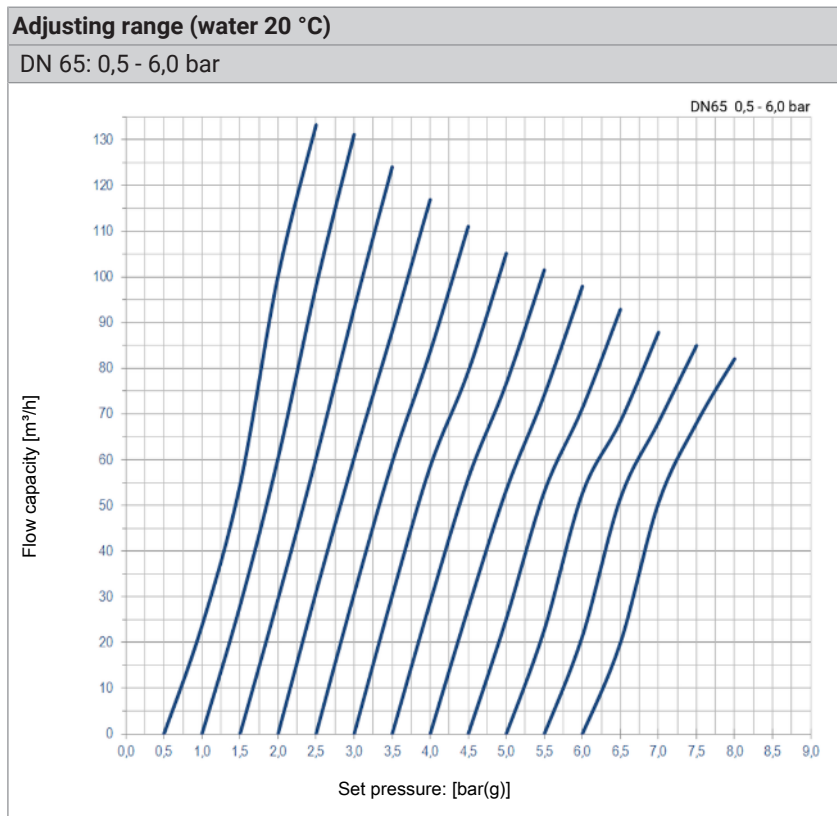 Adjusting range (water 20 °C)
DN 65: 0,5 - 6,0 bar
DN65 0,5 - 6,0 bar
130
120
110
100
90
80
70
60
50
40
30
20
10
0
Flow capacity [m³/h]
0,0 0,5 1,0 1,5 2,0 2,5 3,0 3,5 4,0 4,5 5,0 5,5 6,0 6,5 7,0 7,5 8,0 8,5 9,0
Set pressure: [bar(g)]